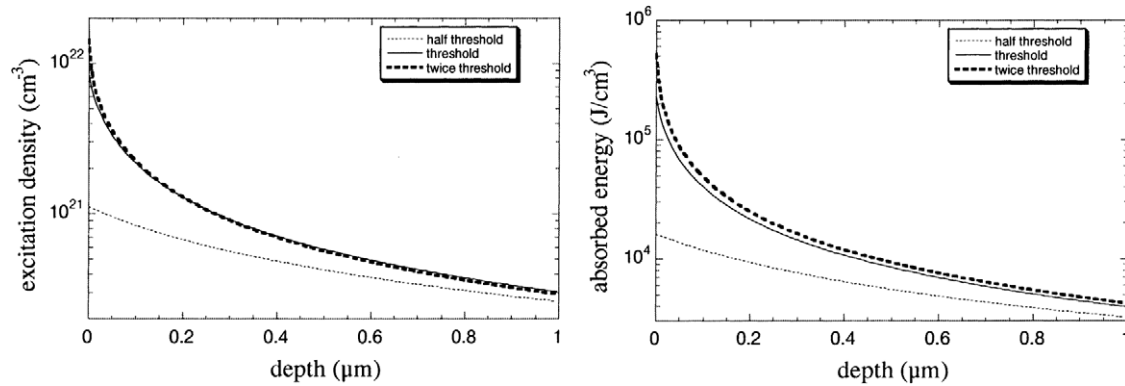 half threshold
threshold
twice threshold
10^22
10^21
excitation density (cm^-3)
0 0.2 0.4 0.6 0.8 1
depth (µm)
half threshold
threshold
twice threshold
10^6
10^5
10^4
absorbed energy (J/cm^3)
0 0.2 0.4 0.6 0.8 1
depth (µm)